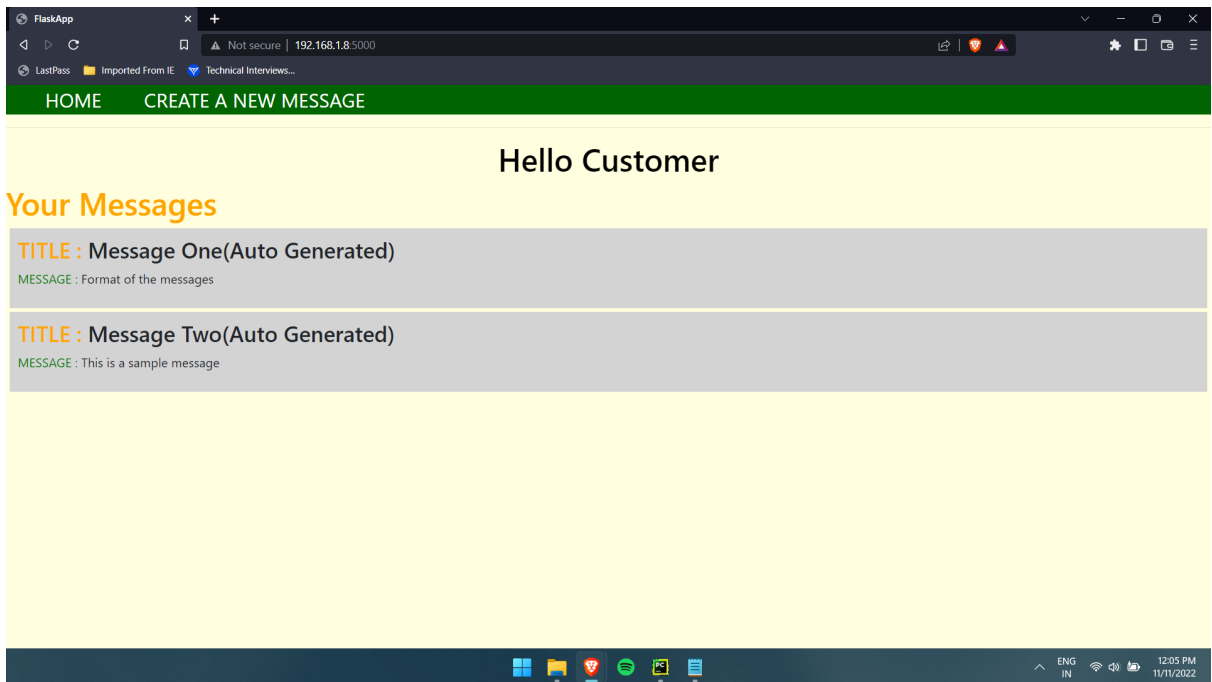 FlaskApp
Not secure | 192.168.1.8:5000
LastPass Imported From IE Technical Interviews...
HOME CREATE A NEW MESSAGE
Hello Customer
Your Messages
TITLE : Message One(Auto Generated)
MESSAGE : Format of the messages
TITLE : Message Two(Auto Generated)
MESSAGE : This is a sample message
PC
ENG
IN
12:05 PM
11/11/2022